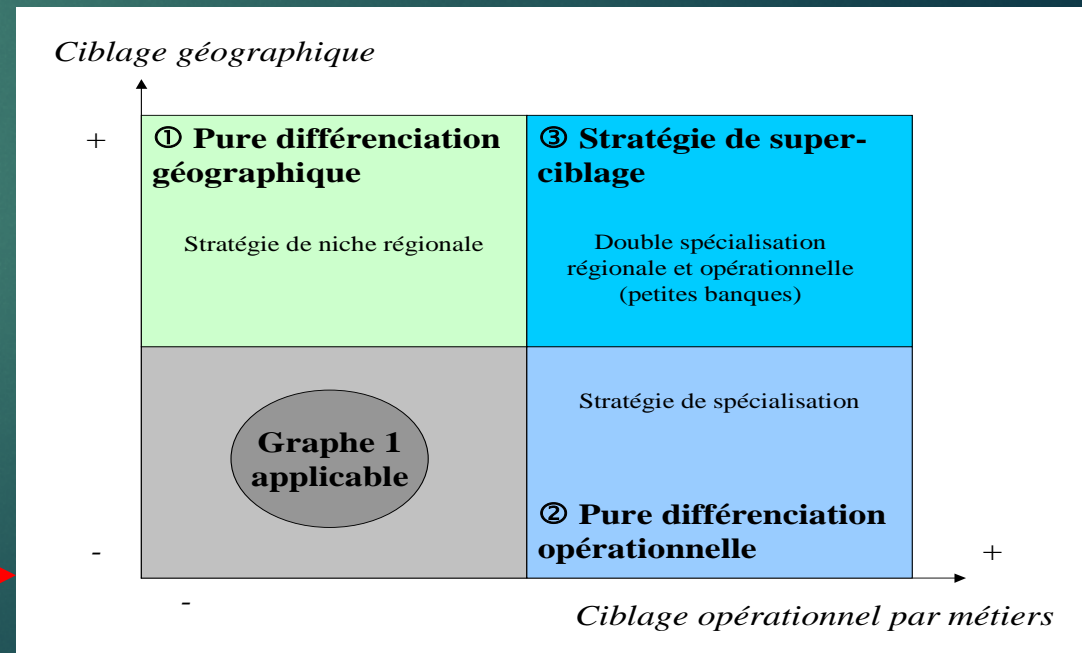 Ciblage géographique
+
① Pure différenciation
géographique
Stratégie de niche régionale
③ Stratégie de super-
ciblage
Double spécialisation
régionale et opérationnelle
(petites banques)
Graphe 1
applicable
Stratégie de spécialisation
② Pure différenciation
opérationnelle
-
+
-
Ciblage opérationnel par métiers